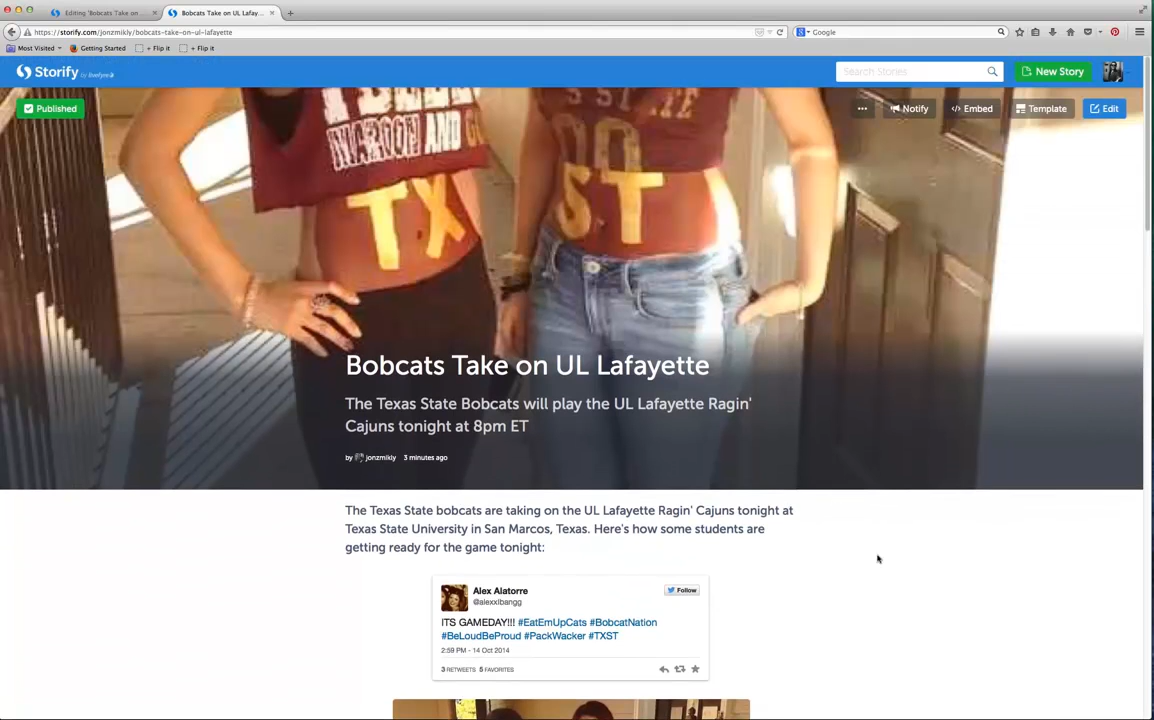 Editing 'Bobcats Take on ...
Bobcats Take on UL Lafay...
https://storify.com/jonzmikly/bobcats-take-on-ul-lafayette
Google
Most Visited
Getting Started
+ Flip it
+ Flip it
Storify by livefyre
Search Stories
New Story
Published
Notify
Embed
Template
Edit
MAROON AND
TX ST
Bobcats Take on UL Lafayette
The Texas State Bobcats will play the UL Lafayette Ragin'
Cajuns tonight at 8pm ET
by jonzmikly 3 minutes ago
The Texas State bobcats are taking on the UL Lafayette Ragin' Cajuns tonight at
Texas State University in San Marcos, Texas. Here's how some students are
getting ready for the game tonight:
Alex Alatorre
@alexxlbangg
Follow
ITS GAMEDAY!!! #EatEmUpCats #BobcatNation
#BeLoudBeProud #PackWacker #TXST
2:59 PM - 14 Oct 2014
3 RETWEETS 5 FAVORITES